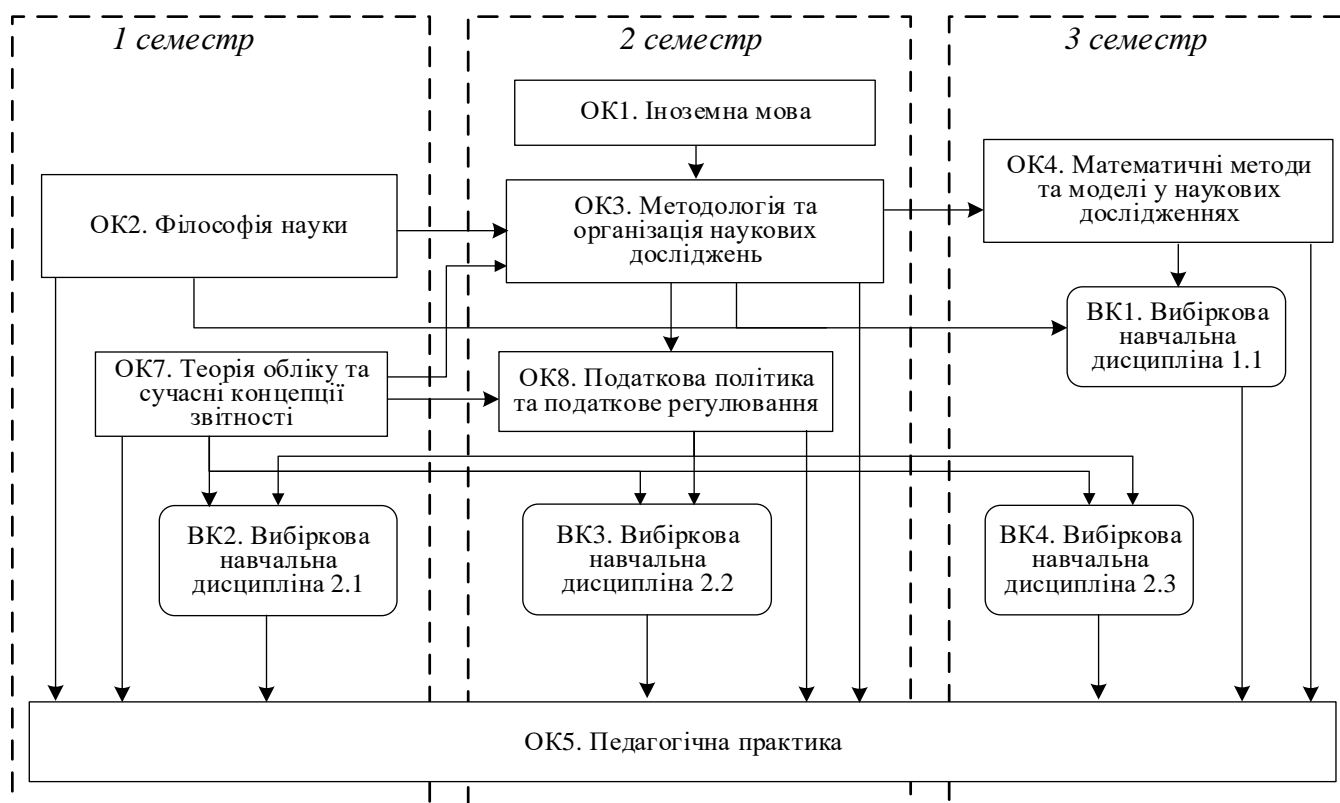 1 семестр
2 семестр
3 семестр
ОК1. Іноземна мова
ОК4. Математичні методи
та моделі у наукових
дослідженнях
ОК2. Філософія науки
ОК3. Методологія та
організація наукових
досліджень
ВК1. Вибіркова
навчальна
дисципліна 1.1
ОК7. Теорія обліку та
сучасні концепції
звітності
ОК8. Податкова політика
та податкове регулювання
ВК2. Вибіркова
навчальна
дисципліна 2.1
ВК3. Вибіркова
навчальна
дисципліна 2.2
ВК4. Вибіркова
навчальна
дисципліна 2.3
ОК5. Педагогічна практика